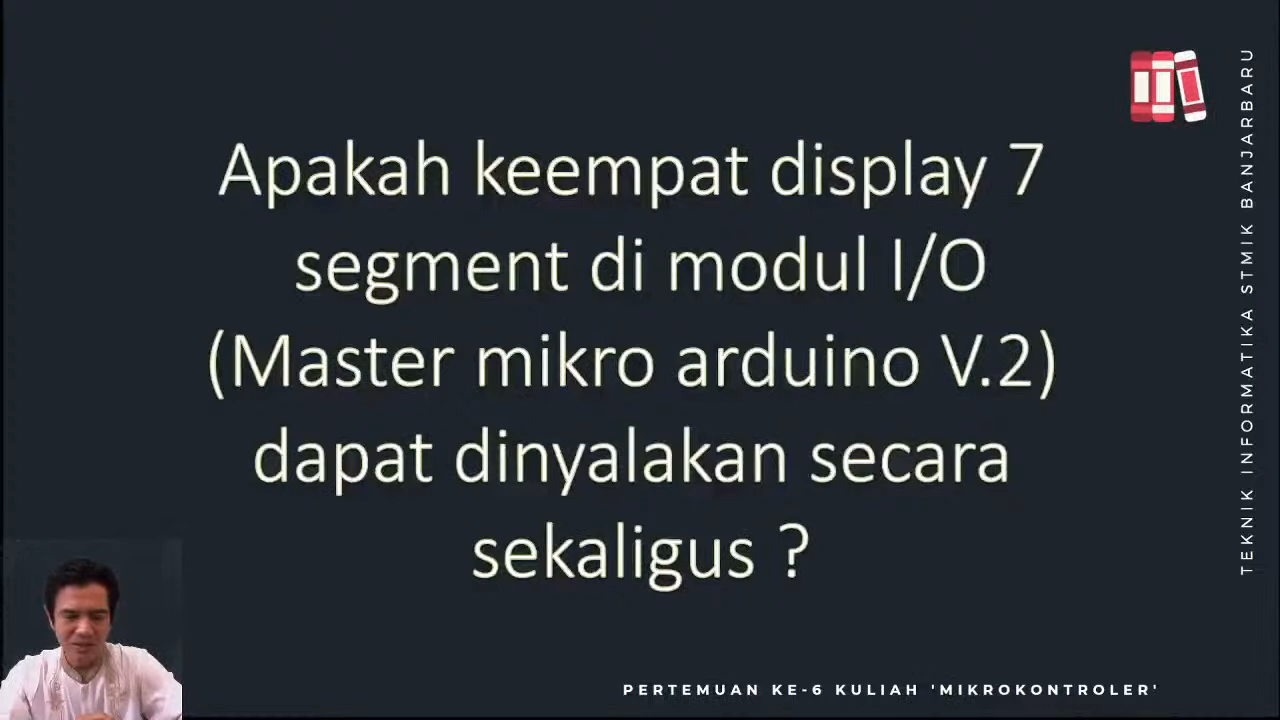 Apakah keempat display 7
segment di modul I/O
(Master mikro arduino V.2)
dapat dinyalakan secara
sekaligus ?
TEKNIK INFORMATIKA STMIK BANJARBARU
PERTEMUAN KE-6 KULIAH 'MIKROKONTROLER'